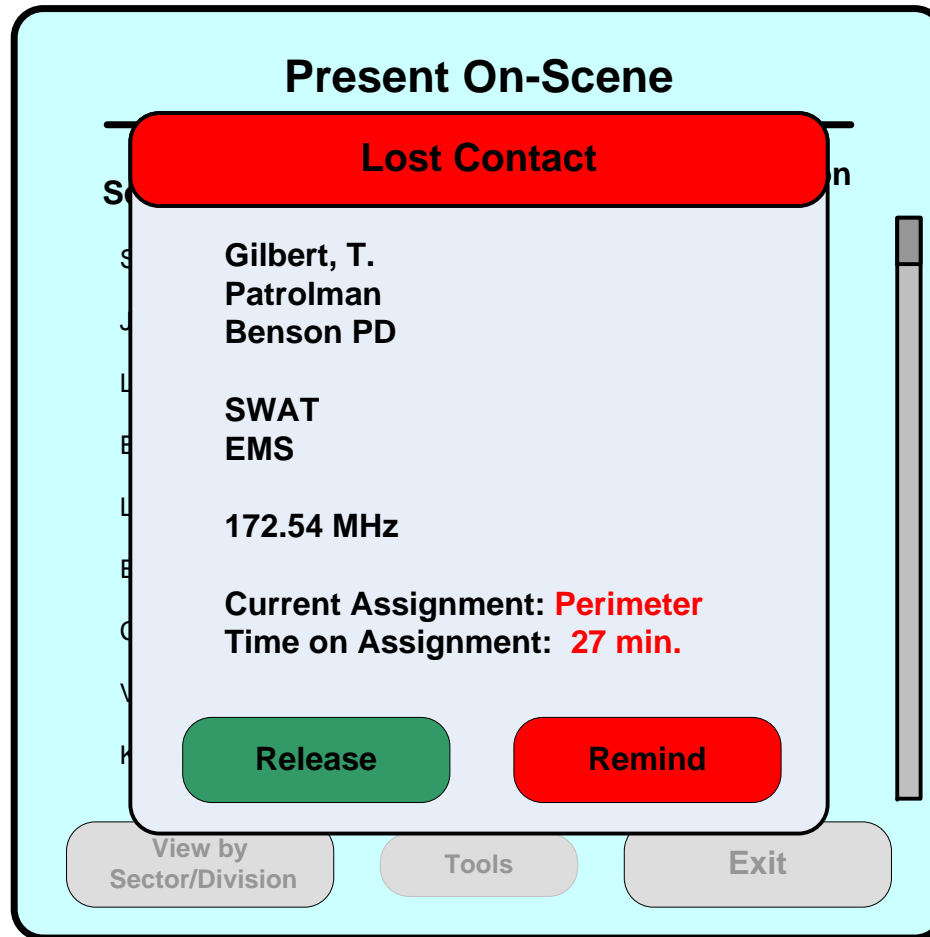 Present On-Scene
Lost Contact
Gilbert, T.
Patrolman
Benson PD
SWAT
EMS
172.54 MHz
Current Assignment: Perimeter
Time on Assignment: 27 min.
Release
Remind
View by
Sector/Division
Tools
Exit